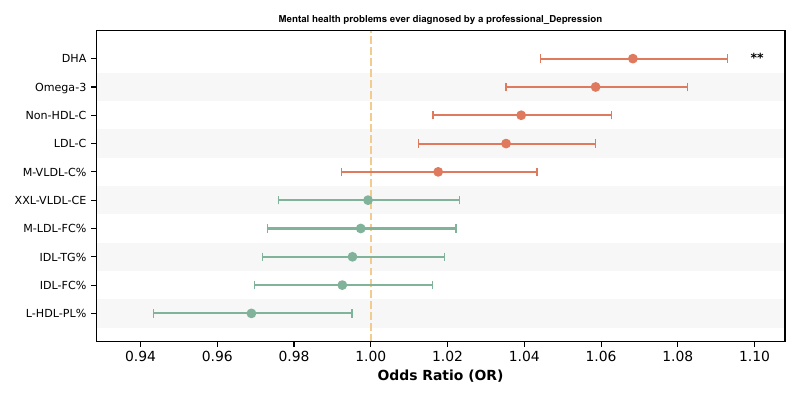 Mental health problems ever diagnosed by a professional_Depression
DHA
**
Omega-3
Non-HDL-C
LDL-C
M-VLDL-C%
XXL-VLDL-CE
M-LDL-FC%
IDL-TG%
IDL-FC%
L-HDL-PL%
0.94 0.96 0.98 1.00 1.02 1.04 1.06 1.08 1.10
Odds Ratio (OR)